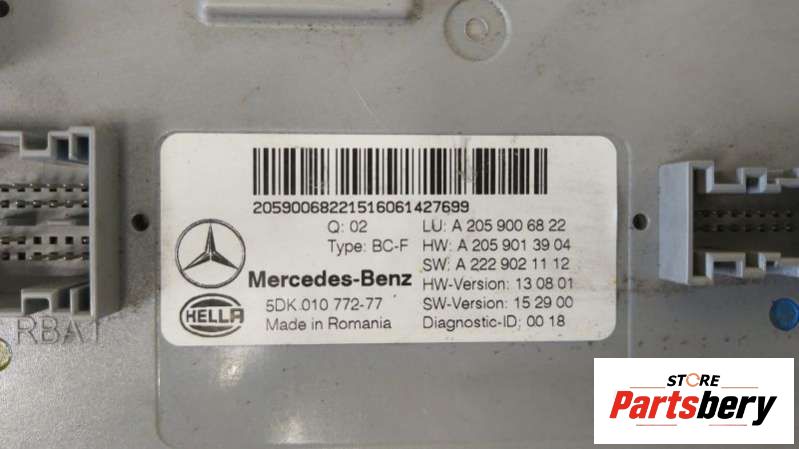 20590068221516061427699
Q: 02 LU: A 205 900 68 22
Type: BC-F HW: A 205 901 39 04
SW: A 222 902 11 12
Mercedes-Benz HW-Version: 13 08 01
HELLA 5DK 010 772-77 SW-Version: 15 29 00
Made in Romania Diagnostic-ID: 00 18
RBA1
STORE
Partsbery